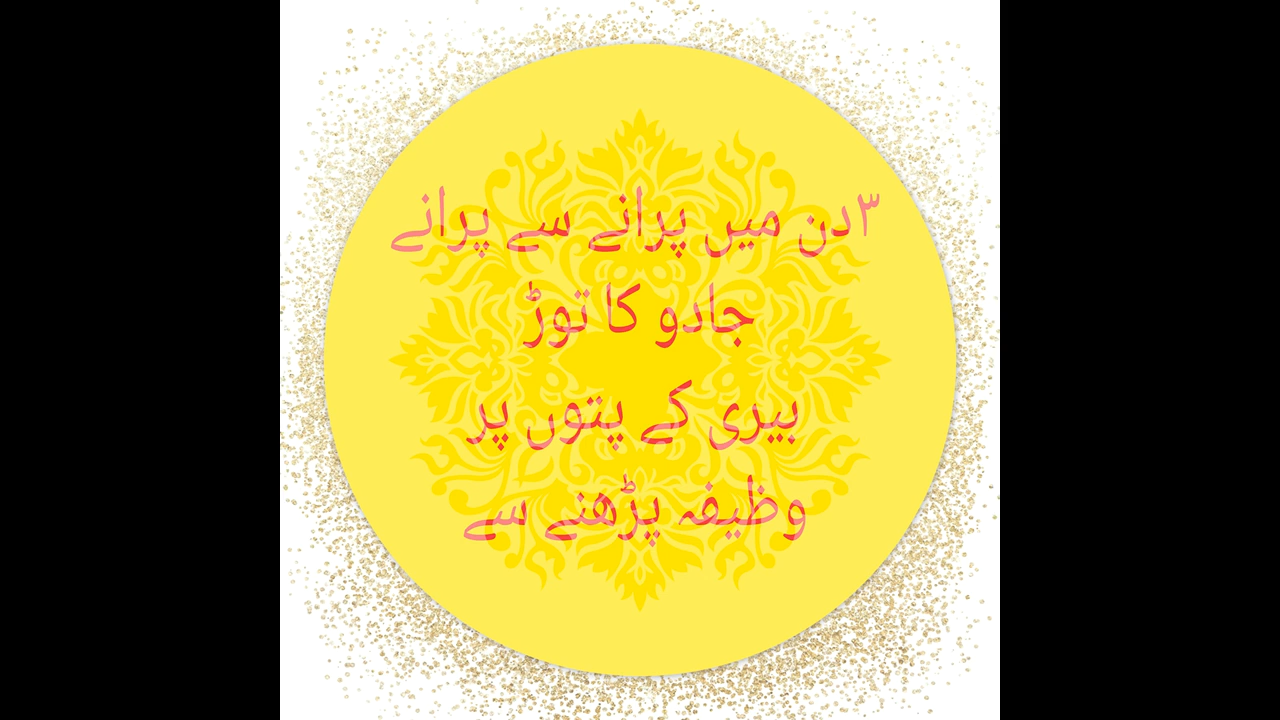 ۳دن میں پرانے سے پرانے
جادو کا توڑ
بیری کے پتوں پر
وظیفہ پڑھنے سے